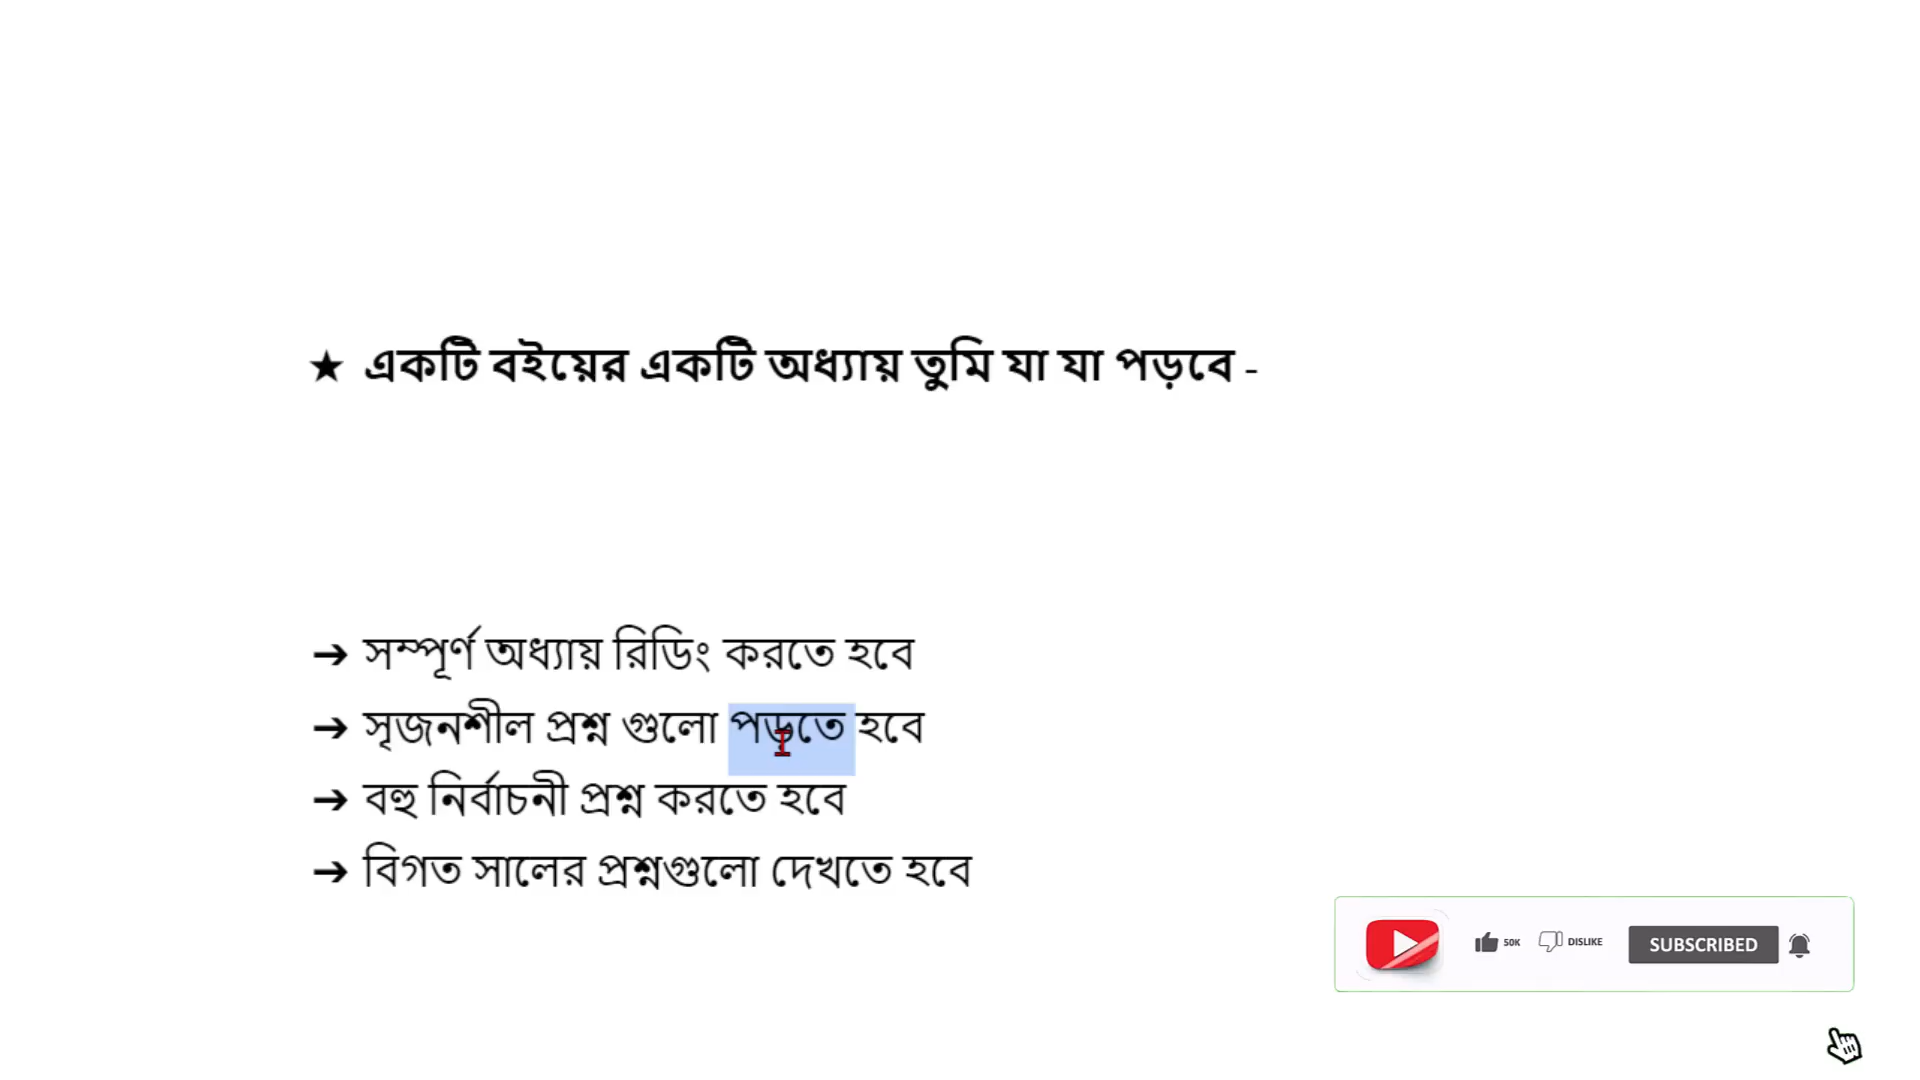 ★ একটি বইয়ের একটি অধ্যায় তুমি যা যা পড়বে -
➔ সম্পূর্ণ অধ্যায় রিডিং করতে হবে
➔ সৃজনশীল প্রশ্ন গুলো পড়তে হবে
➔ বহু নির্বাচনী প্রশ্ন করতে হবে
➔ বিগত সালের প্রশ্নগুলো দেখতে হবে
50K DISLIKE SUBSCRIBED